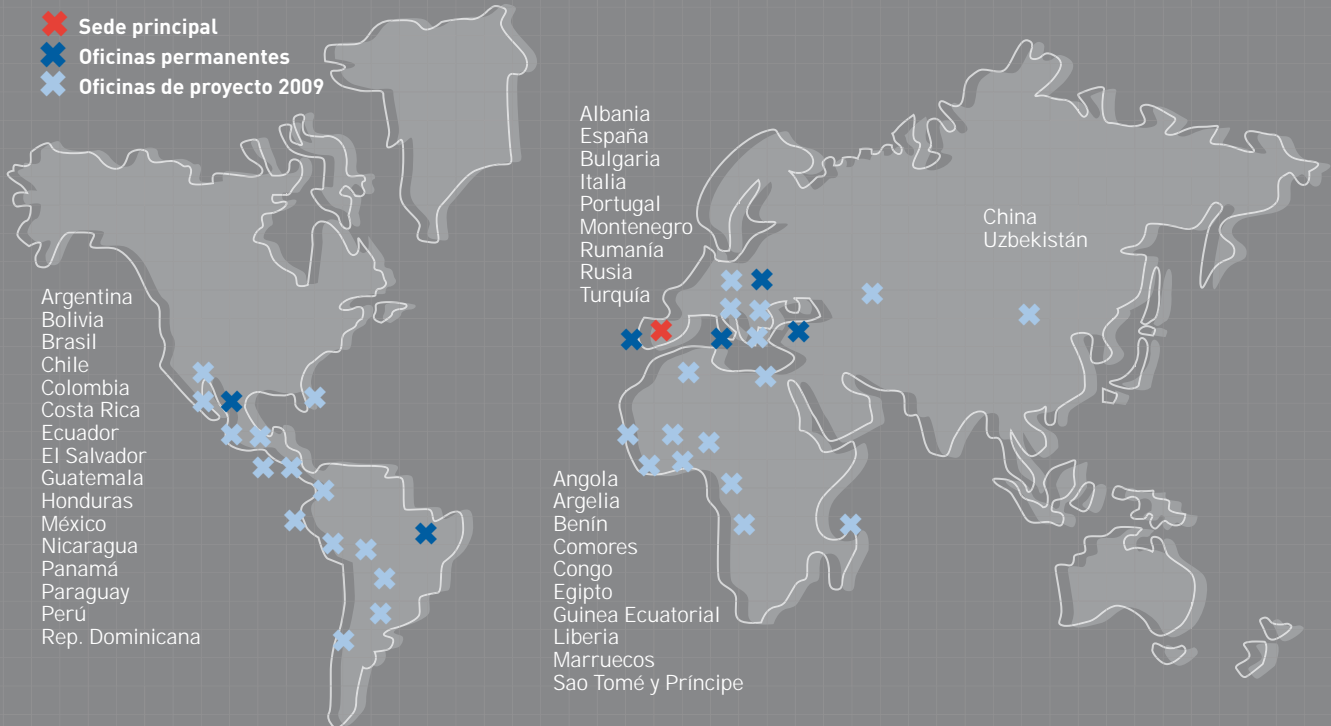 Sede principal
Oficinas permanentes
Oficinas de proyecto 2009
Argentina
Bolivia
Brasil
Chile
Colombia
Costa Rica
Ecuador
El Salvador
Guatemala
Honduras
México
Nicaragua
Panamá
Paraguay
Perú
Rep. Dominicana
Albania
España
Bulgaria
Italia
Portugal
Montenegro
Rumanía
Rusia
Turquía
Angola
Argelia
Benín
Comores
Congo
Egipto
Guinea Ecuatorial
Liberia
Marruecos
Sao Tomé y Príncipe
China
Uzbekistán